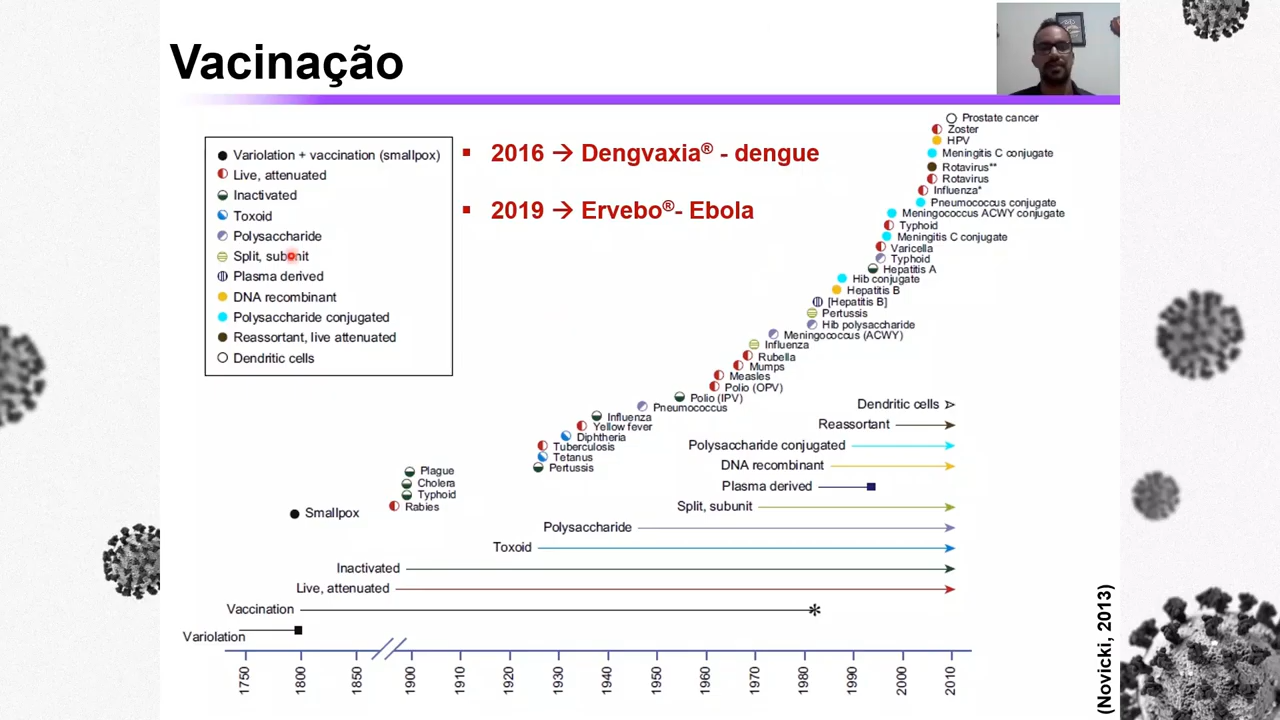 Vacinação
Variolation + vaccination (smallpox)
Live, attenuated
Inactivated
Toxoid
Polysaccharide
Split, subunit
Plasma derived
DNA recombinant
Polysaccharide conjugated
Reassortant, live attenuated
Dendritic cells
▪ 2016 → Dengvaxia® - dengue
▪ 2019 → Ervebo®- Ebola
Prostate cancer
Zoster
HPV
Meningitis C conjugate
Rotavirus**
Rotavirus
Influenza*
Pneumococcus conjugate
Meningococcus ACWY conjugate
Typhoid
Meningitis C conjugate
Varicella
Typhoid
Hepatitis A
Hib conjugate
Hepatitis B
[Hepatitis B]
Pertussis
Hib polysaccharide
Meningococcus (ACWY)
Influenza
Rubella
Mumps
Measles
Polio (OPV)
Polio (IPV)
Pneumococcus
Influenza
Yellow fever
Diphtheria
Tuberculosis
Tetanus
Pertussis
Plague
Cholera
Typhoid
Rabies
Smallpox
Dendritic cells
Reassortant
Polysaccharide conjugated
DNA recombinant
Plasma derived
Split, subunit
Polysaccharide
Toxoid
Inactivated
Live, attenuated
Vaccination
*
Variolation
1750 1800 1850 1900 1910 1920 1930 1940 1950 1960 1970 1980 1990 2000 2010
(Novicki, 2013)